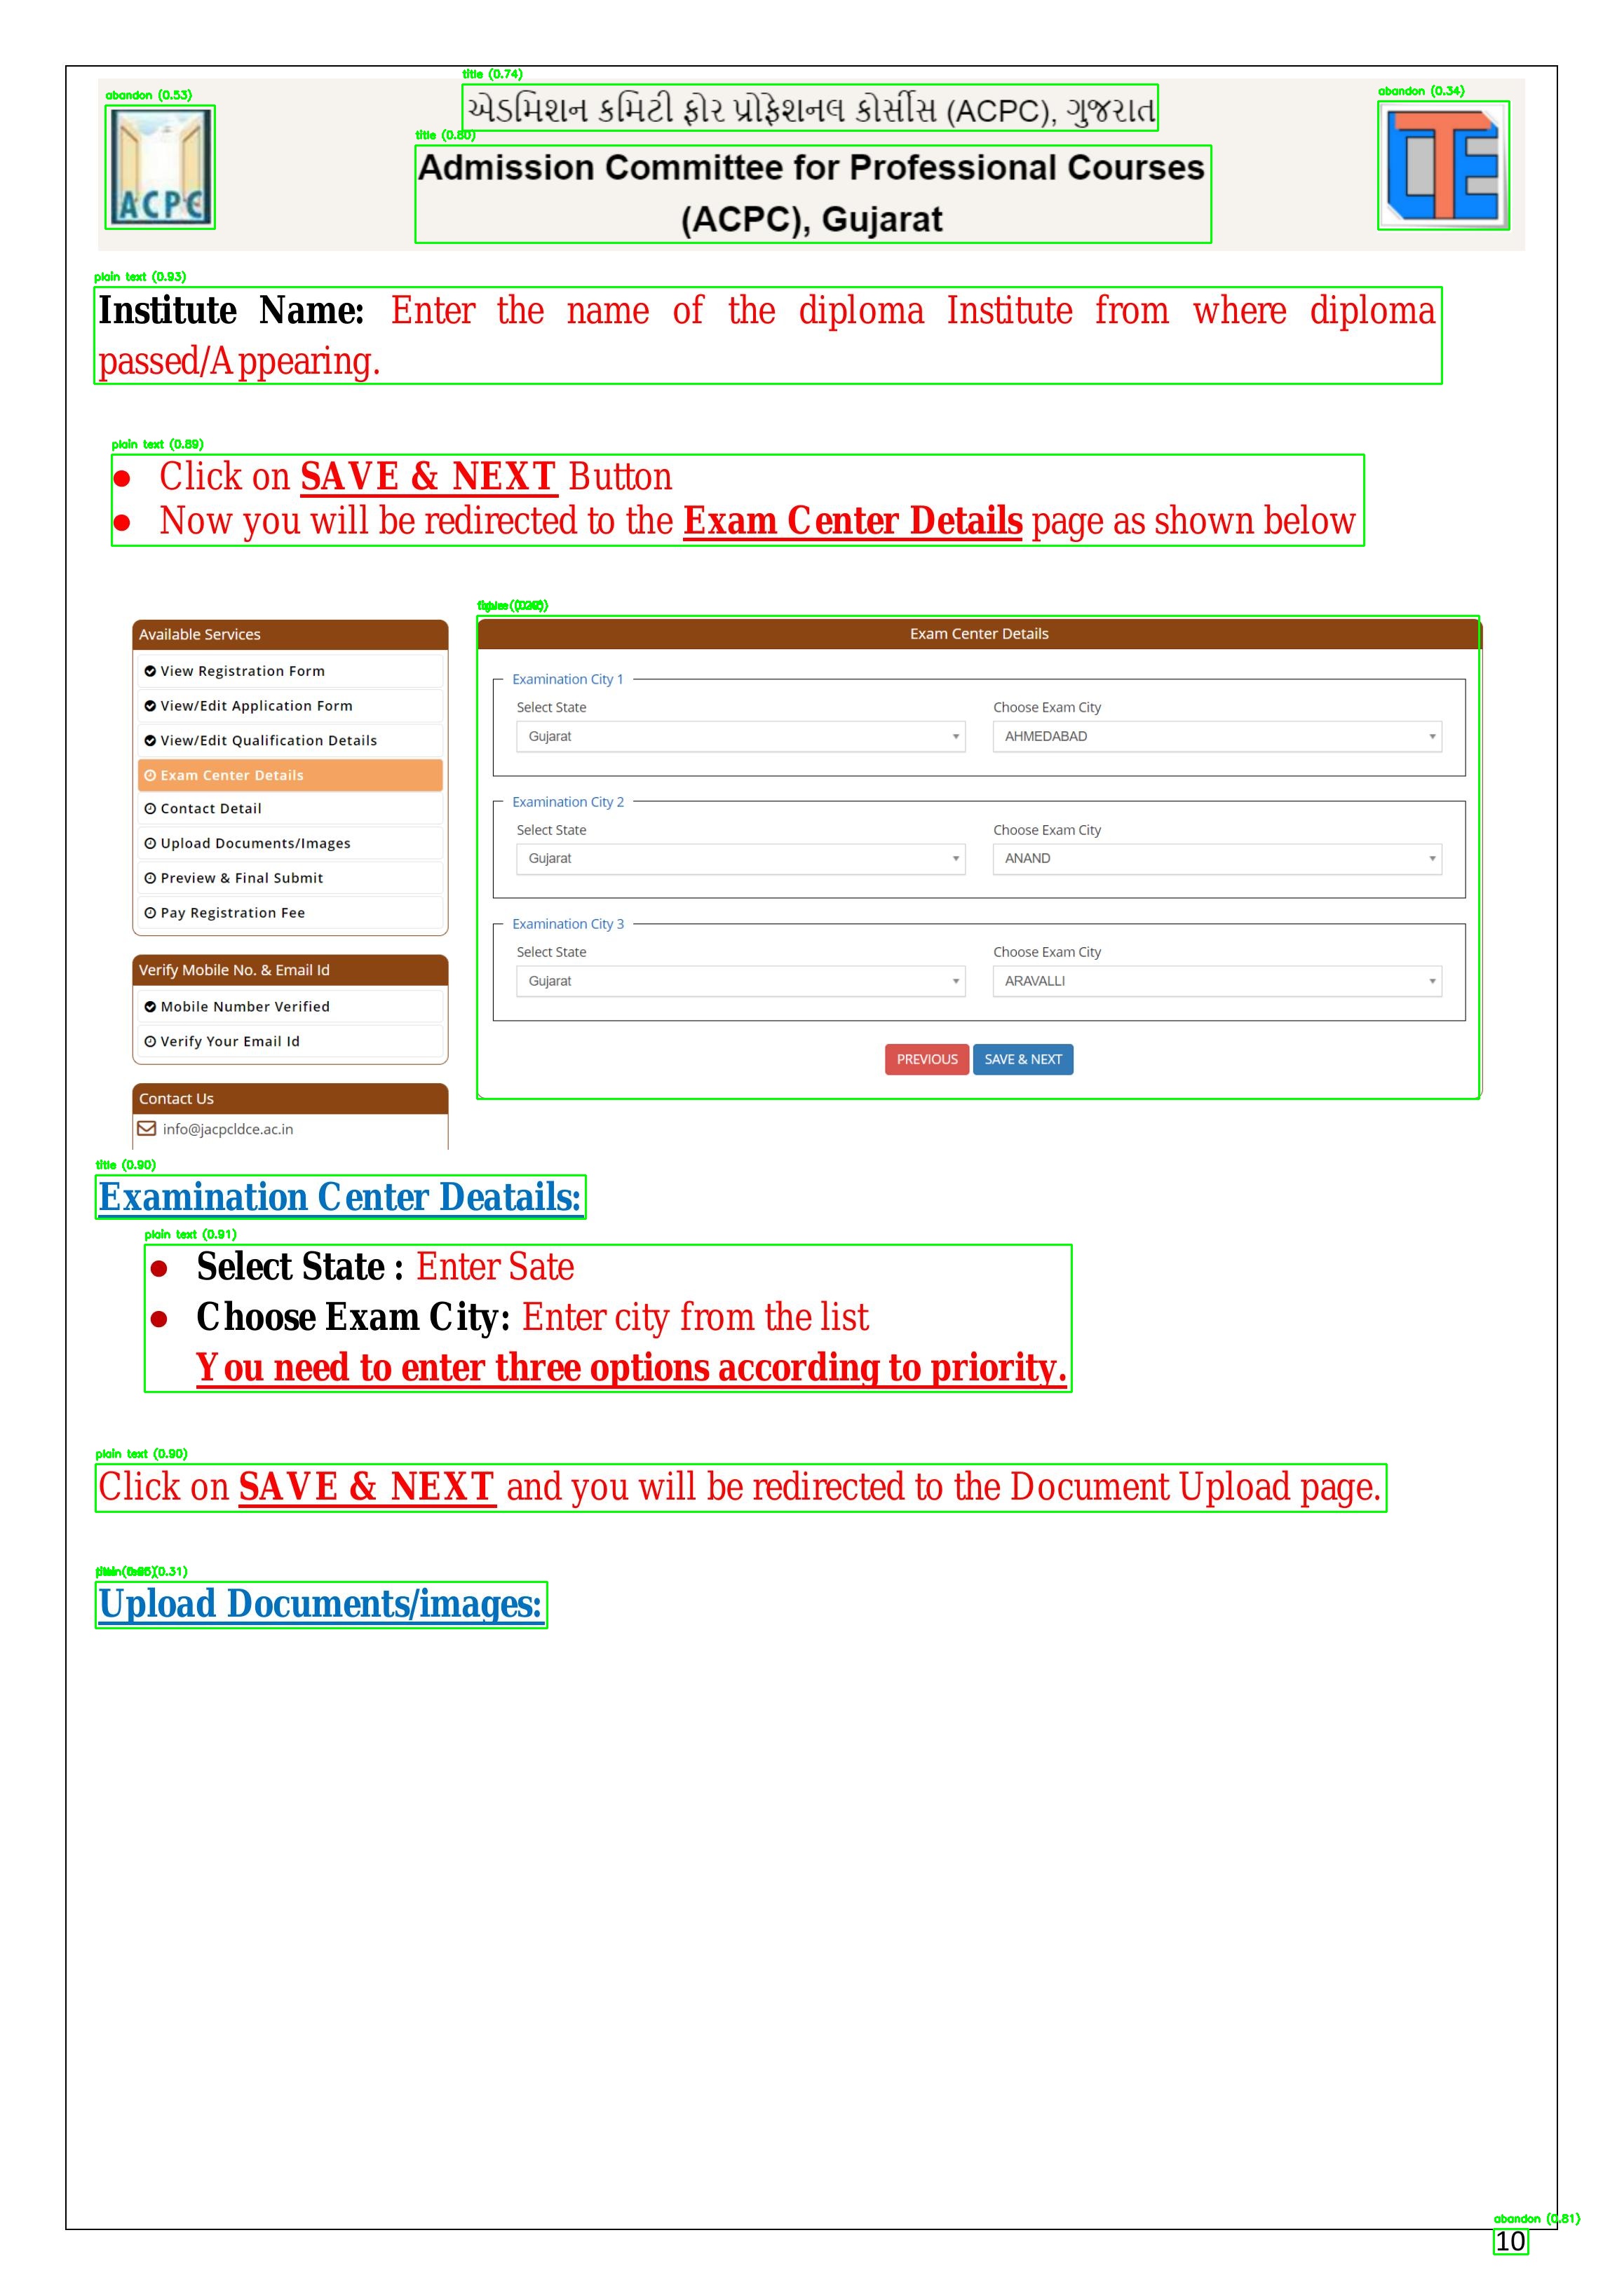 title (0.74)
abandon (0.53)
abandon (0.34)
એડમિશન કમિટી ફોર પ્રોફેશનલ કોર્સીસ (ACPC), ગુજરાત
title (0.80)
Admission Committee for Professional Courses
(ACPC), Gujarat
ACPC
CTE
plain text (0.93)
Institute Name: Enter the name of the diploma Institute from where diploma
passed/Appearing.
plain text (0.89)
● Click on SAVE & NEXT Button
● Now you will be redirected to the Exam Center Details page as shown below
Available Services
View Registration Form
View/Edit Application Form
View/Edit Qualification Details
Exam Center Details
Contact Detail
Upload Documents/Images
Preview & Final Submit
Pay Registration Fee
Verify Mobile No. & Email Id
Mobile Number Verified
Verify Your Email Id
Contact Us
info@jacpcldce.ac.in
Exam Center Details
Examination City 1
Select State Choose Exam City
Gujarat AHMEDABAD
Examination City 2
Select State Choose Exam City
Gujarat ANAND
Examination City 3
Select State Choose Exam City
Gujarat ARAVALLI
PREVIOUS SAVE & NEXT
title (0.90)
Examination Center Deatails:
plain text (0.91)
● Select State : Enter Sate
● Choose Exam City: Enter city from the list
You need to enter three options according to priority.
plain text (0.90)
Click on SAVE & NEXT and you will be redirected to the Document Upload page.
Upload Documents/images:
abandon (0.81)
10